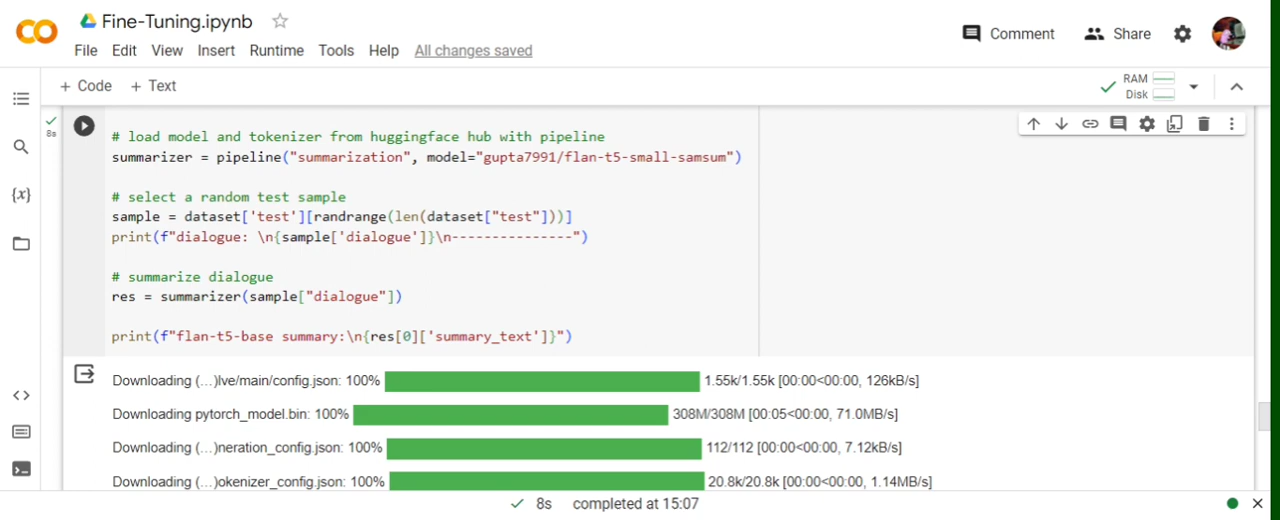 Fine-Tuning.ipynb
File Edit View Insert Runtime Tools Help All changes saved
Comment Share
+ Code + Text
RAM
Disk
8s
# load model and tokenizer from huggingface hub with pipeline
summarizer = pipeline("summarization", model="gupta7991/flan-t5-small-samsum")
# select a random test sample
sample = dataset['test'][randrange(len(dataset["test"]))]
print(f"dialogue: \n{sample['dialogue']}\n---------------")
# summarize dialogue
res = summarizer(sample["dialogue"])
print(f"flan-t5-base summary:\n{res[0]['summary_text']}")
Downloading (…)lve/main/config.json: 100% 1.55k/1.55k [00:00<00:00, 126kB/s]
Downloading pytorch_model.bin: 100% 308M/308M [00:05<00:00, 71.0MB/s]
Downloading (…)neration_config.json: 100% 112/112 [00:00<00:00, 7.12kB/s]
Downloading (…)okenizer_config.json: 100% 20.8k/20.8k [00:00<00:00, 1.14MB/s]
8s completed at 15:07